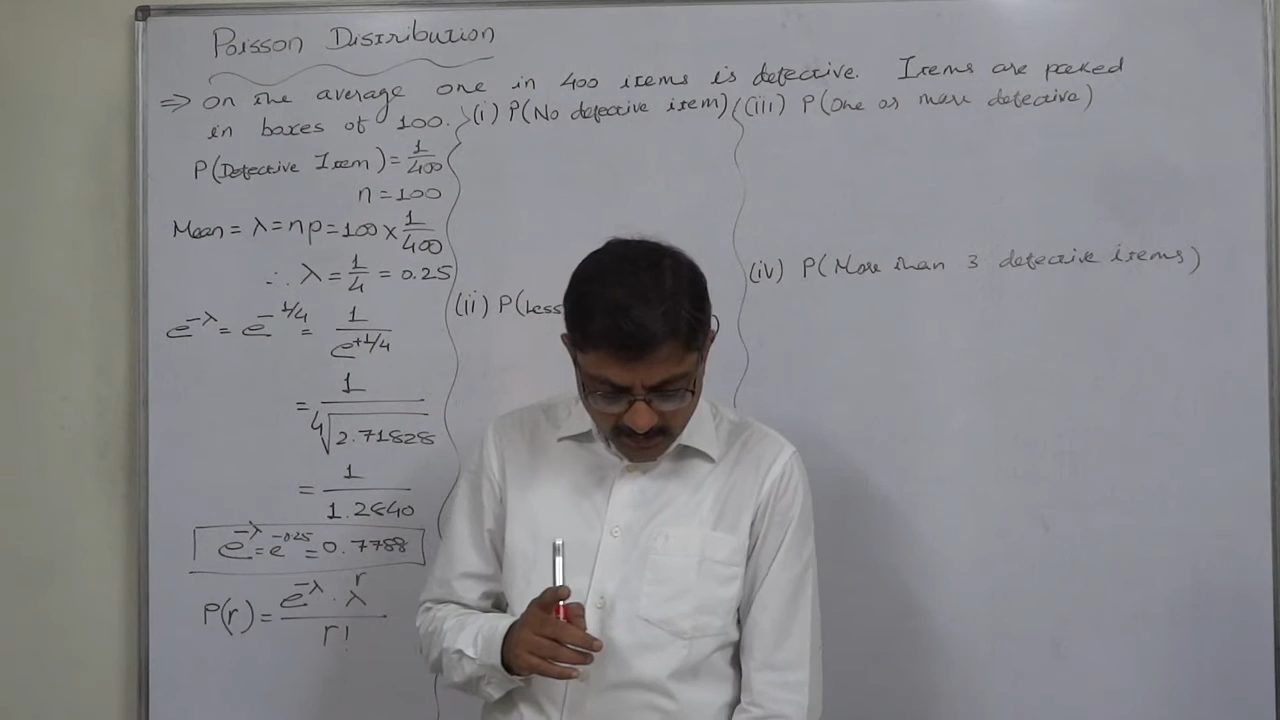 Poisson Distribution
⇒ On the average one in 400 items is defective. Items are packed
in boxes of 100.
P(Defective Item) = 1/400
n = 100
Mean = λ = np = 100 × 1/400
∴ λ = 1/4 = 0.25
e^-λ = e^-1/4 = 1/e^+1/4
= 1/∜2.71828
= 1/1.2840
e^-λ = e^-0.25 = 0.7788
P(r) = e^-λ · λ^r / r!
(i) P(No defective item)
(ii) P(Less
)
(iii) P(One or more defective)
(iv) P(More than 3 defective items)